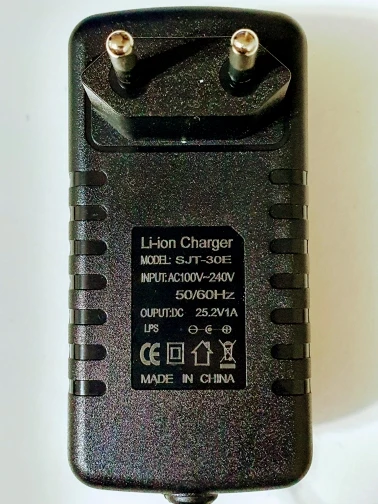 Li-ion Charger
MODEL: SJT-30E
INPUT:AC100V~240V
50/60Hz
OUPUT:DC 25.2V1A
LPS
CE
MADE IN CHINA